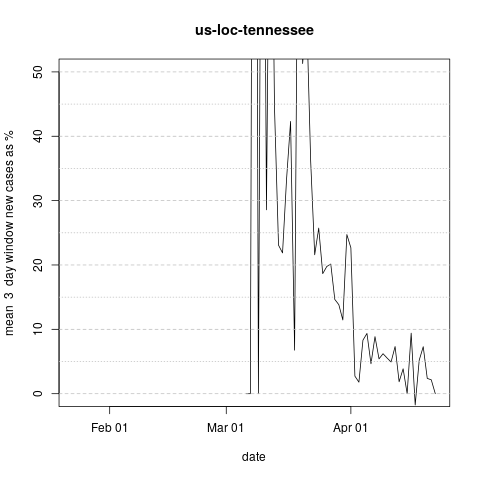 us-loc-tennessee
mean 3 day window new cases as %
50
40
30
20
10
0
Feb 01
Mar 01
Apr 01
date